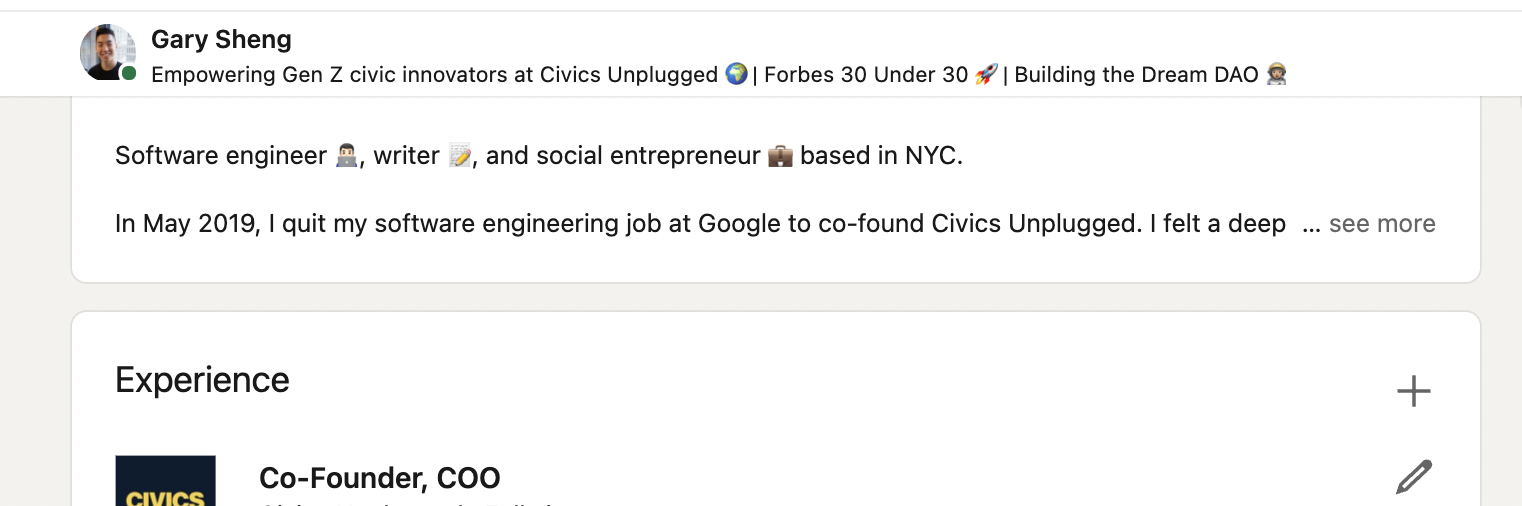 Gary Sheng
Empowering Gen Z civic innovators at Civics Unplugged 🌍 | Forbes 30 Under 30 🚀 | Building the Dream DAO 🧑🏽‍🚀
Software engineer 👨🏻‍💻, writer 📝, and social entrepreneur 💼 based in NYC.
In May 2019, I quit my software engineering job at Google to co-found Civics Unplugged. I felt a deep ... see more
Experience
CIVICS
Co-Founder, COO